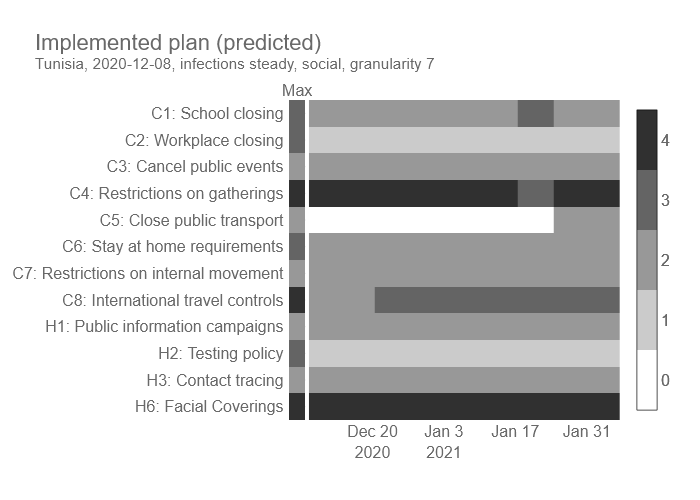 Implemented plan (predicted)
Tunisia, 2020-12-08, infections steady, social, granularity 7
Max
C1: School closing
C2: Workplace closing
C3: Cancel public events
C4: Restrictions on gatherings
C5: Close public transport
C6: Stay at home requirements
C7: Restrictions on internal movement
C8: International travel controls
H1: Public information campaigns
H2: Testing policy
H3: Contact tracing
H6: Facial Coverings
4
3
2
1
0
Dec 20 Jan 3 Jan 17 Jan 31
2020 2021